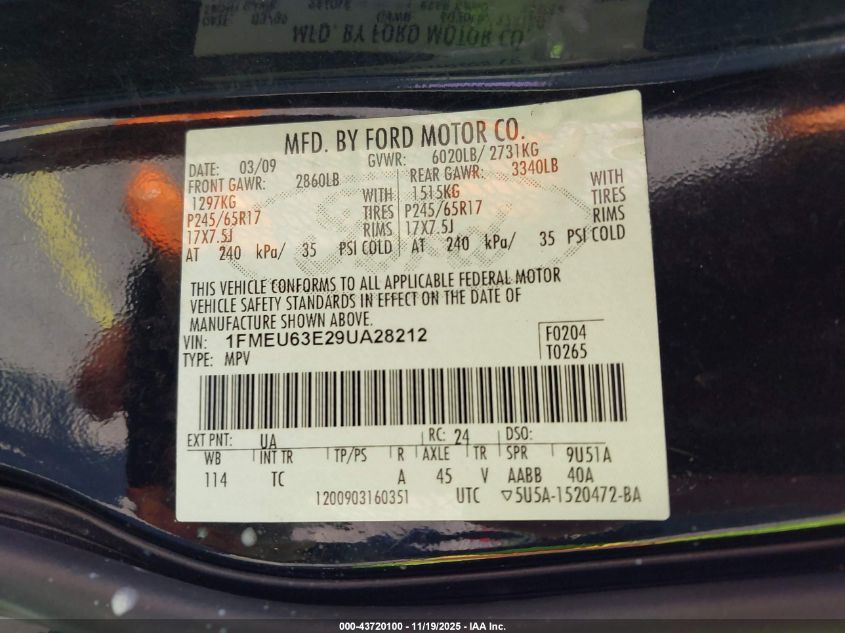 MFD. BY FORD MOTOR CO.
MFD. BY FORD MOTOR CO.
DATE: 03/09 GVWR: 6020LB/ 2731KG
FRONT GAWR: 2860LB REAR GAWR: 3340LB
1297KG WITH 1515KG WITH
P245/65R17 TIRES P245/65R17 TIRES
17X7.5J RIMS 17X7.5J RIMS
AT 240 kPa/ 35 PSI COLD AT 240 kPa/ 35 PSI COLD
THIS VEHICLE CONFORMS TO ALL APPLICABLE FEDERAL MOTOR
VEHICLE SAFETY STANDARDS IN EFFECT ON THE DATE OF
MANUFACTURE SHOWN ABOVE.
VIN: 1FMEU63E29UA28212 F0204
TYPE: MPV T0265
EXT PNT: UA RC: 24 DSO:
WB INT TR TP/PS R AXLE TR SPR 9U51A
114 TC A 45 V AABB 40A
1200903160351 UTC ▽5U5A-1520472-BA
000-43720100 - 11/19/2025 - IAA Inc.